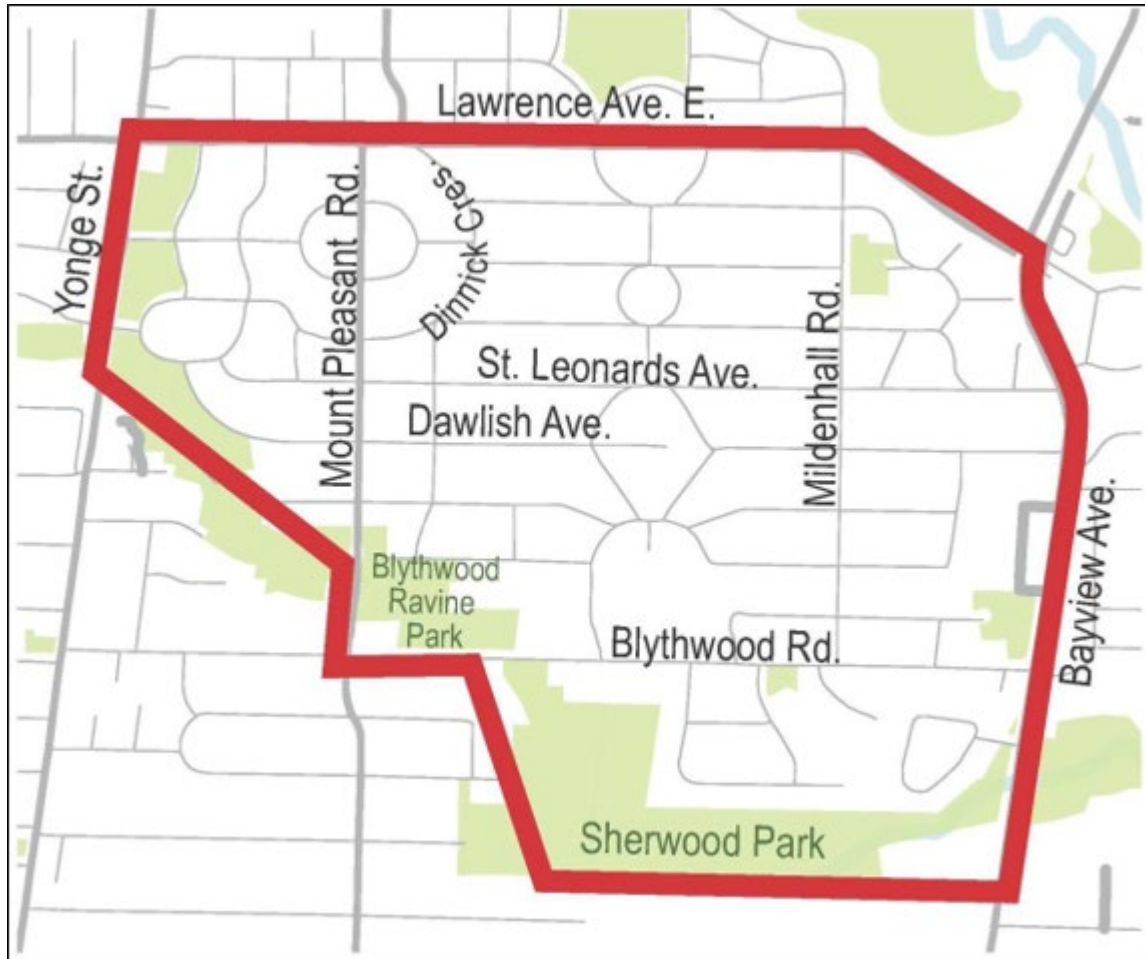 Lawrence Ave. E.
Yonge St.
Mount Pleasant Rd.
Dinnick Cres.
Mildenhall Rd.
St. Leonards Ave.
Dawlish Ave.
Bayview Ave.
Blythwood
Ravine
Park
Blythwood Rd.
Sherwood Park